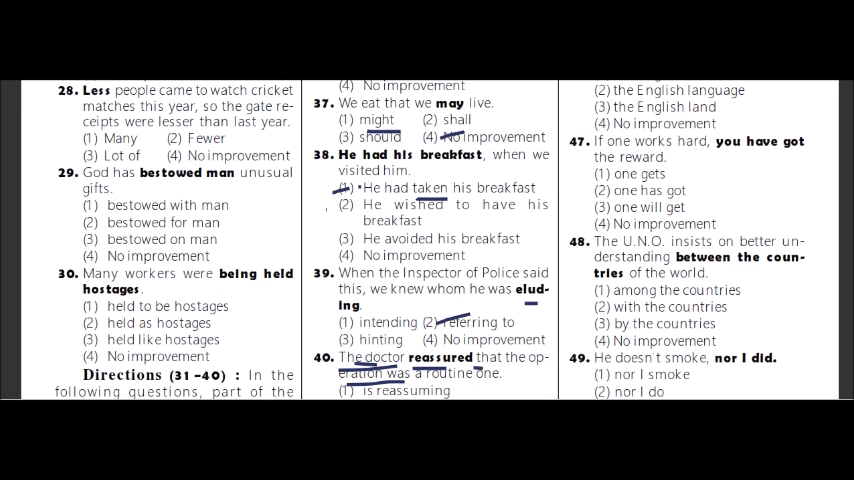 28. Less people came to watch cricket
matches this year, so the gate re-
ceipts were lesser than last year.
(1) Many (2) Fewer
(3) Lot of (4) No improvement
29. God has bestowed man unusual
gifts.
(1) bestowed with man
(2) bestowed for man
(3) bestowed on man
(4) No improvement
30. Many workers were being held
hostages.
(1) held to be hostages
(2) held as hostages
(3) held like hostages
(4) No improvement
Directions (31-40) : In the
following questions, part of the
(4) No improvement
37. We eat that we may live.
(1) might (2) shall
(3) should (4) No improvement
38. He had his breakfast, when we
visited him.
(1) He had taken his breakfast
(2) He wished to have his
breakfast
(3) He avoided his breakfast
(4) No improvement
39. When the Inspector of Police said
this, we knew whom he was elud-
ing.
(1) intending (2) referring to
(3) hinting (4) No improvement
40. The doctor reassured that the op-
eration was a routine one.
(1) is reassuming
(2) the English language
(3) the English land
(4) No improvement
47. If one works hard, you have got
the reward.
(1) one gets
(2) one has got
(3) one will get
(4) No improvement
48. The U.N.O. insists on better un-
derstanding between the coun-
tries of the world.
(1) among the countries
(2) with the countries
(3) by the countries
(4) No improvement
49. He doesn t smoke, nor I did.
(1) nor I smoke
(2) nor I do